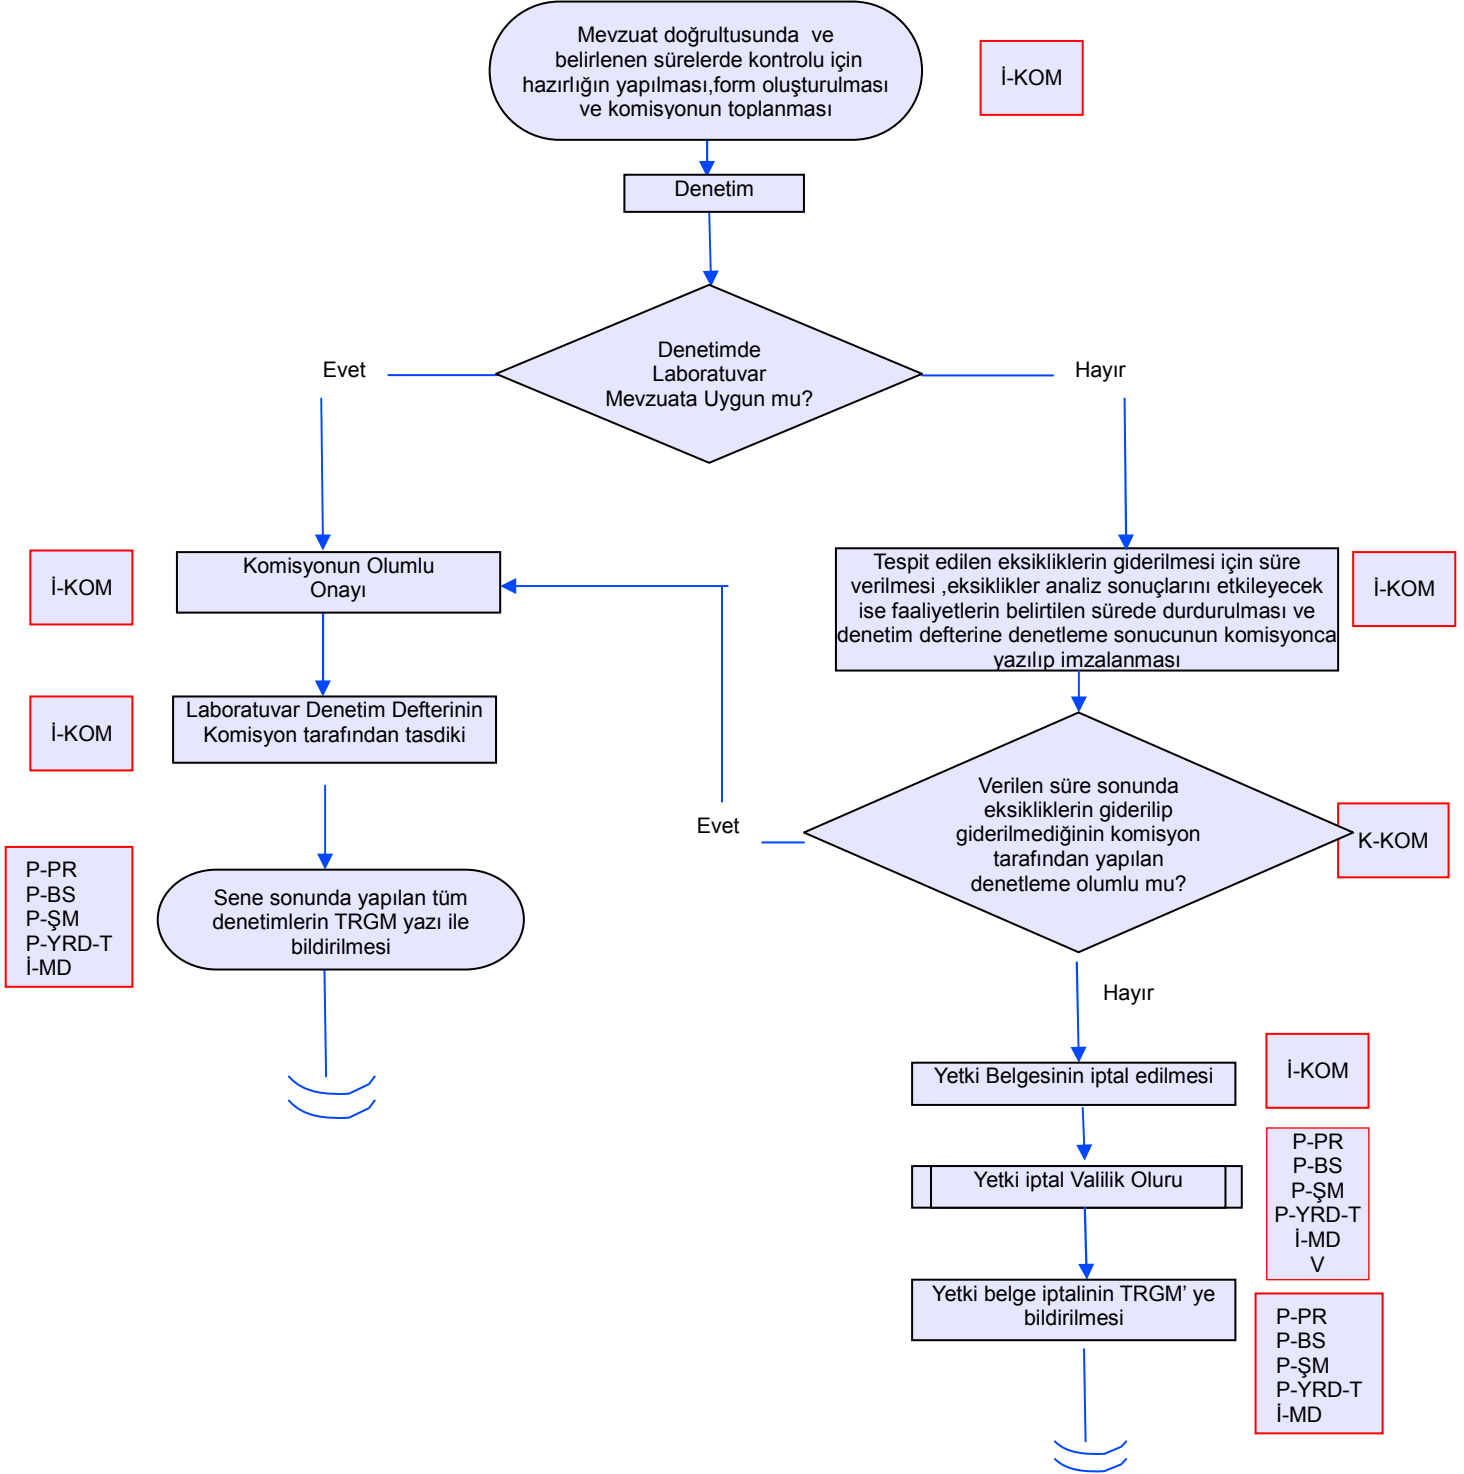 Mevzuat doğrultusunda  ve
belirlenen sürelerde kontrolu için
hazırlığın yapılması,form oluşturulması
ve komisyonun toplanması
İ-KOM
Denetim
Denetimde
Laboratuvar
Mevzuata Uygun mu?
Evet
Hayır
İ-KOM
Komisyonun Olumlu
Onayı
Tespit edilen eksikliklerin giderilmesi için süre
verilmesi ,eksiklikler analiz sonuçlarını etkileyecek
ise faaliyetlerin belirtilen sürede durdurulması ve
denetim defterine denetleme sonucunun komisyonca
yazılıp imzalanması
İ-KOM
İ-KOM
Laboratuvar Denetim Defterinin
Komisyon tarafından tasdiki
Verilen süre sonunda
eksikliklerin giderilip
giderilmediğinin komisyon
tarafından yapılan
denetleme olumlu mu?
K-KOM
Evet
P-PR
P-BS
P-ŞM
P-YRD-T
İ-MD
Sene sonunda yapılan tüm
denetimlerin TRGM yazı ile
bildirilmesi
Hayır
Yetki Belgesinin iptal edilmesi
İ-KOM
Yetki iptal Valilik Oluru
P-PR
P-BS
P-ŞM
P-YRD-T
İ-MD
V
Yetki belge iptalinin TRGM’ ye
bildirilmesi
P-PR
P-BS
P-ŞM
P-YRD-T
İ-MD